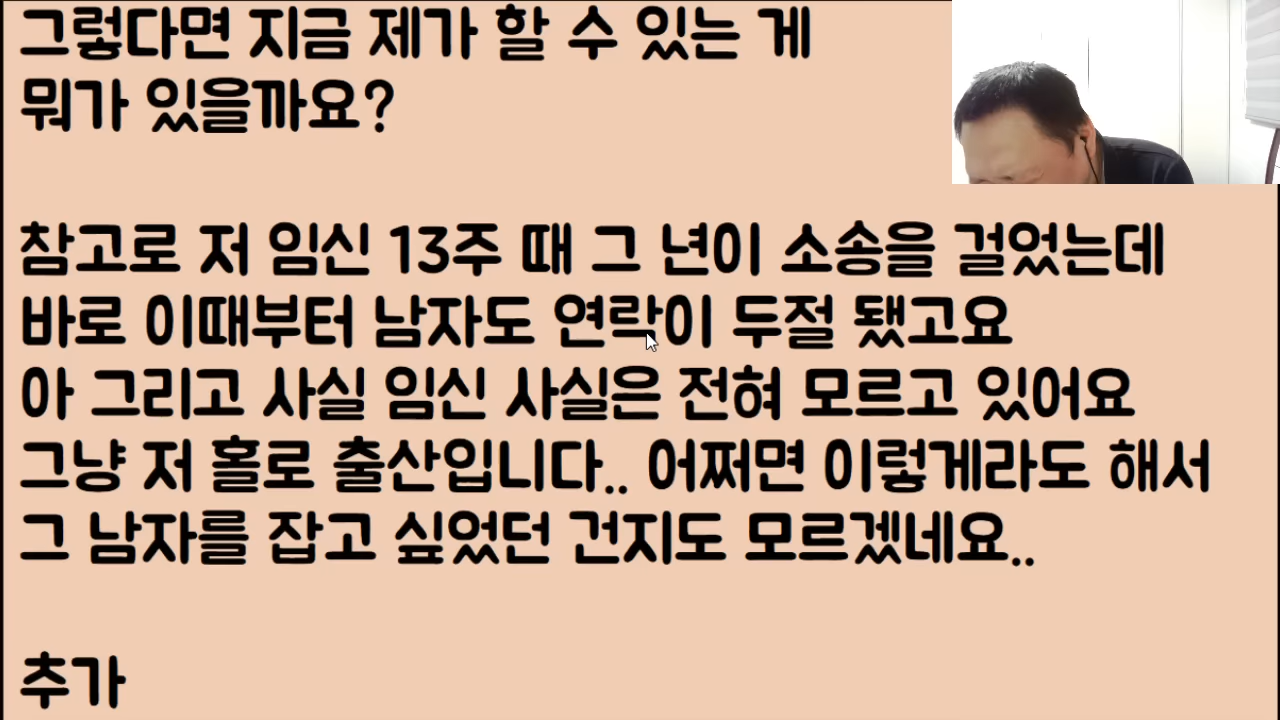 그렇다면 지금 제가 할 수 있는 게
뭐가 있을까요?
참고로 저 임신 13주 때 그 년이 소송을 걸었는데
바로 이때부터 남자도 연락이 두절 됐고요
아 그리고 사실 임신 사실은 전혀 모르고 있어요
그냥 저 홀로 출산입니다.. 어쩌면 이렇게라도 해서
그 남자를 잡고 싶었던 건지도 모르겠네요..
추가